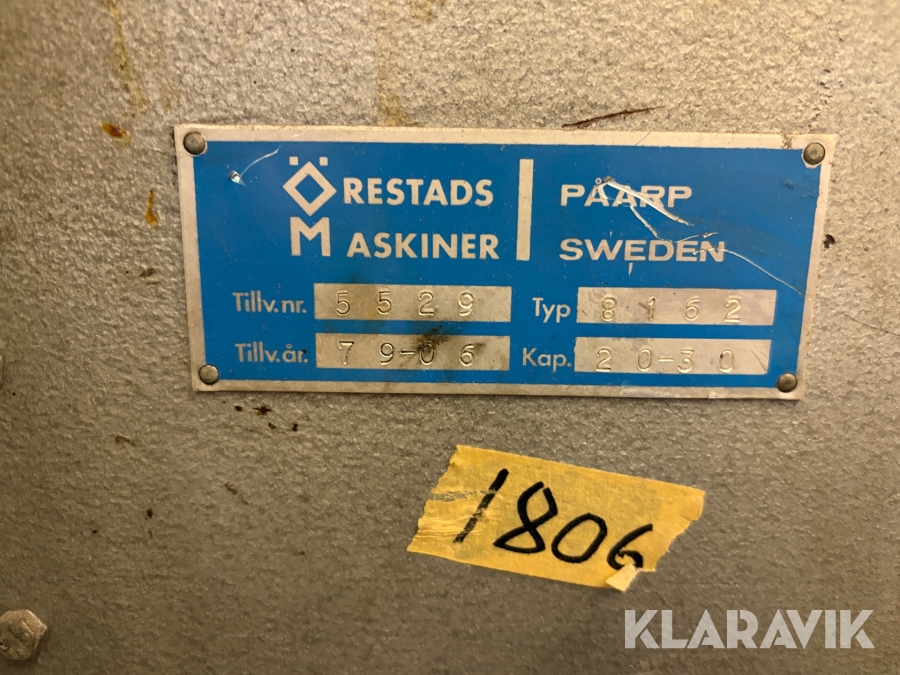 ÖRESTADS
MASKINER
PÅARP
SWEDEN
Tillv.nr. 5529
Typ 8162
Tillv.år. 79-06
Kap. 20-30
1806
KLARAVIK